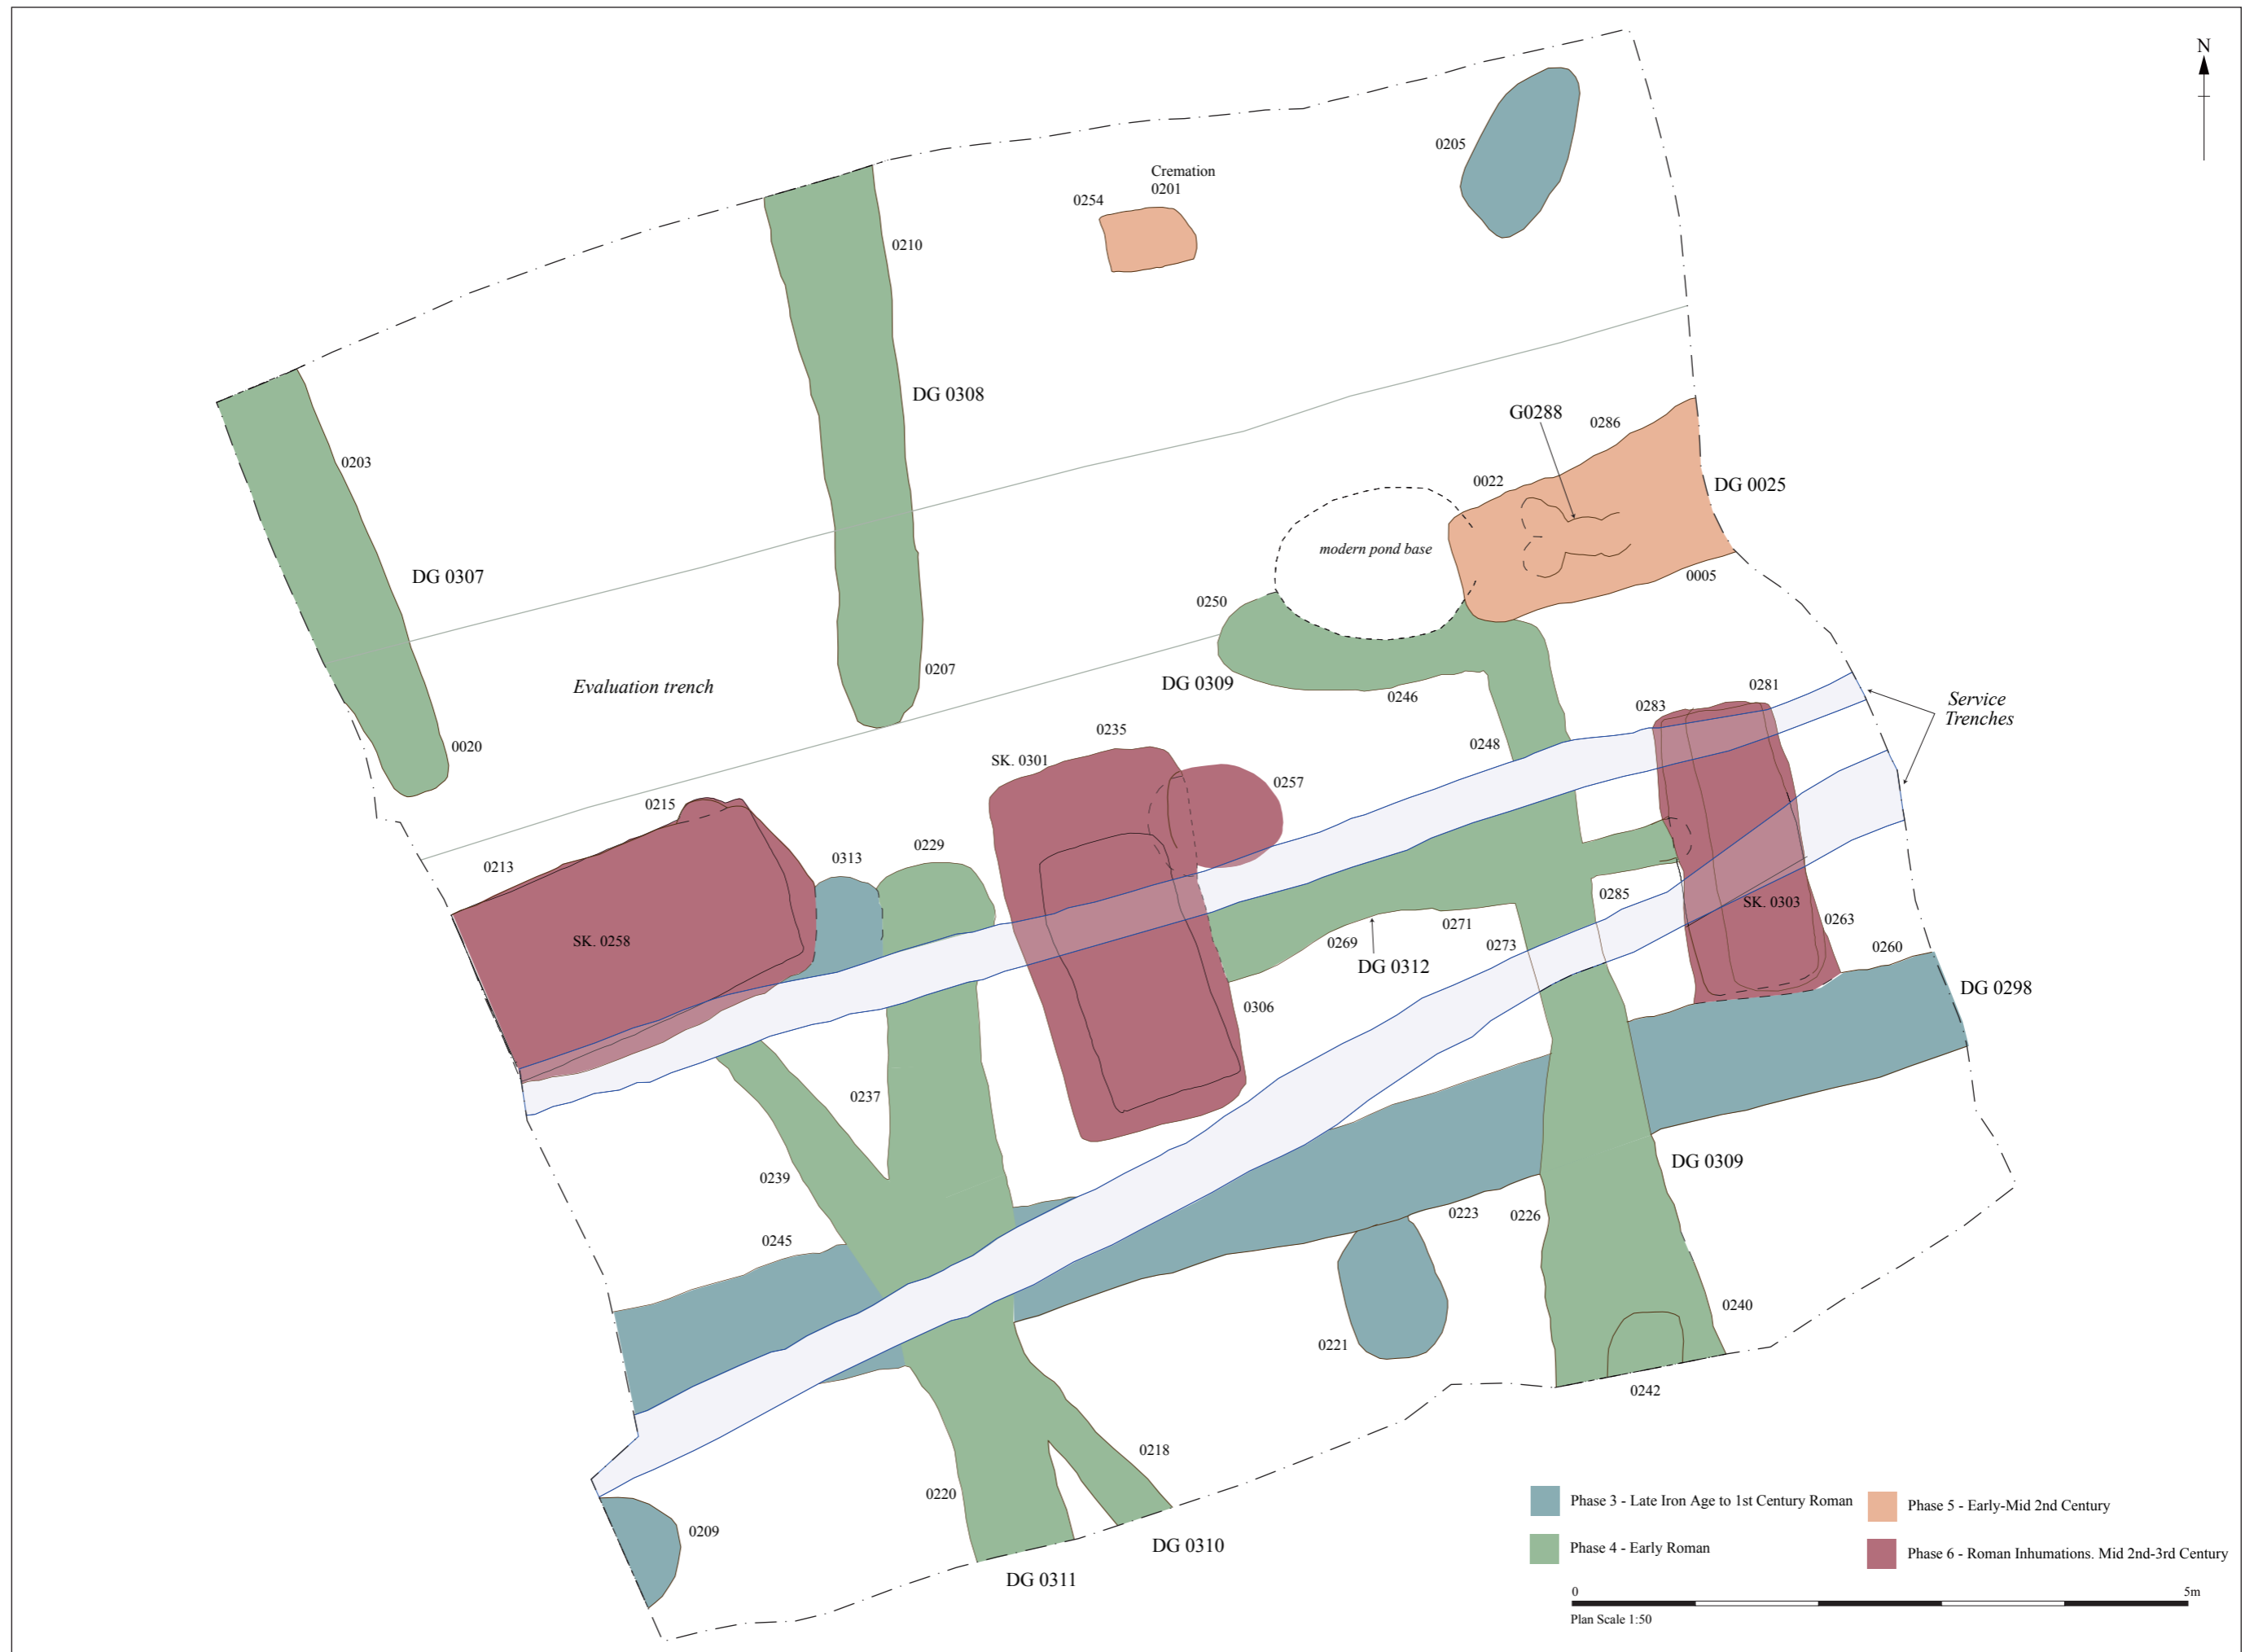 N
0205
Cremation
0201
0254
0210
DG 0308
G0288
0286
0203
0022
DG 0025
modern pond base
DG 0307
0005
0250
0207
Evaluation trench
DG 0309
0246
0281
0283
Service
Trenches
0020
0235
0248
SK. 0301
0257
0215
0229
0313
0213
0285
SK. 0303
0263
0271
0269
0273
0260
SK. 0258
DG 0312
DG 0298
0306
0237
DG 0309
0239
0223
0226
0245
0240
0221
0242
0218
0220
0209
DG 0310
DG 0311
Phase 3 - Late Iron Age to 1st Century Roman
Phase 5 - Early-Mid 2nd Century
Phase 4 - Early Roman
Phase 6 - Roman Inhumations. Mid 2nd-3rd Century
0
5m
Plan Scale 1:50